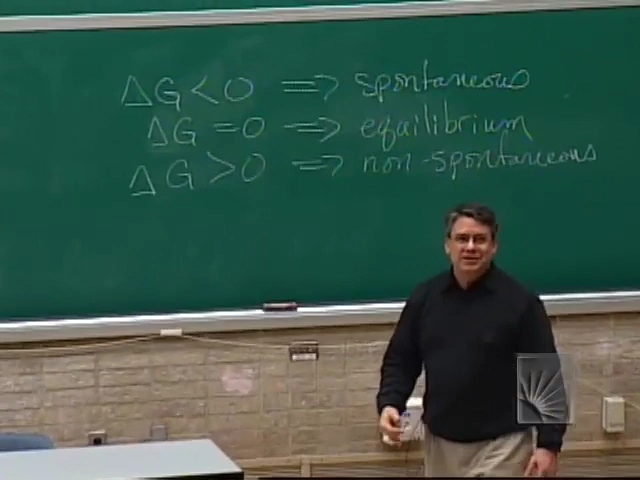 ΔG < 0 ⇒ spontaneous
ΔG = 0 ⇒ equilibrium
ΔG > 0 ⇒ non-spontaneous